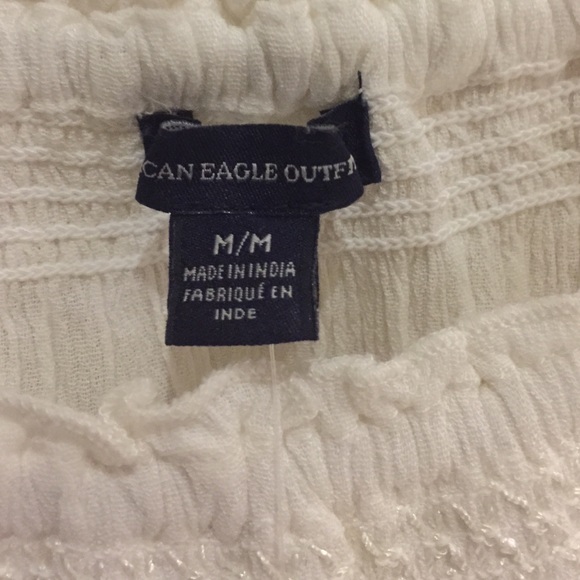 CAN EAGLE OUTF
M/M
MADE IN INDIA
FABRIQUÉ EN
INDE